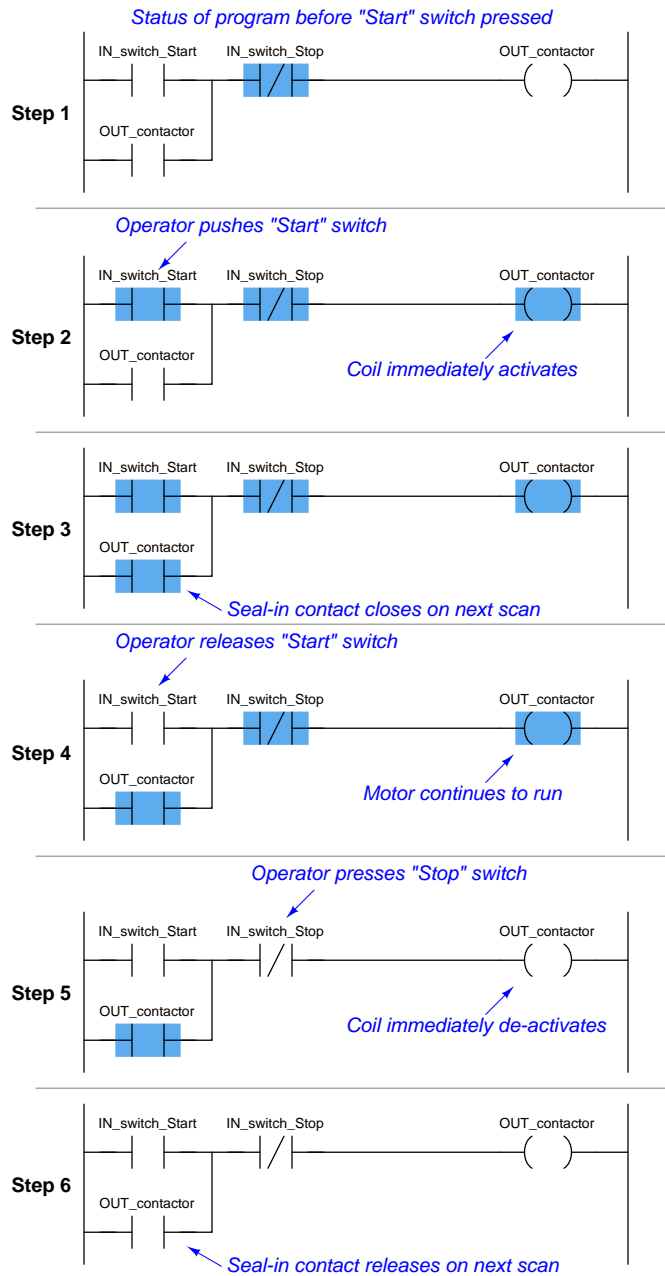 Status of program before "Start" switch pressed
IN_switch_Start IN_switch_Stop OUT_contactor
Step 1
OUT_contactor
Operator pushes "Start" switch
IN_switch_Start IN_switch_Stop OUT_contactor
Step 2
OUT_contactor
Coil immediately activates
IN_switch_Start IN_switch_Stop OUT_contactor
Step 3
OUT_contactor
Seal-in contact closes on next scan
Operator releases "Start" switch
IN_switch_Start IN_switch_Stop OUT_contactor
Step 4
OUT_contactor
Motor continues to run
Operator presses "Stop" switch
IN_switch_Start IN_switch_Stop OUT_contactor
Step 5
OUT_contactor
Coil immediately de-activates
IN_switch_Start IN_switch_Stop OUT_contactor
Step 6
OUT_contactor
Seal-in contact releases on next scan